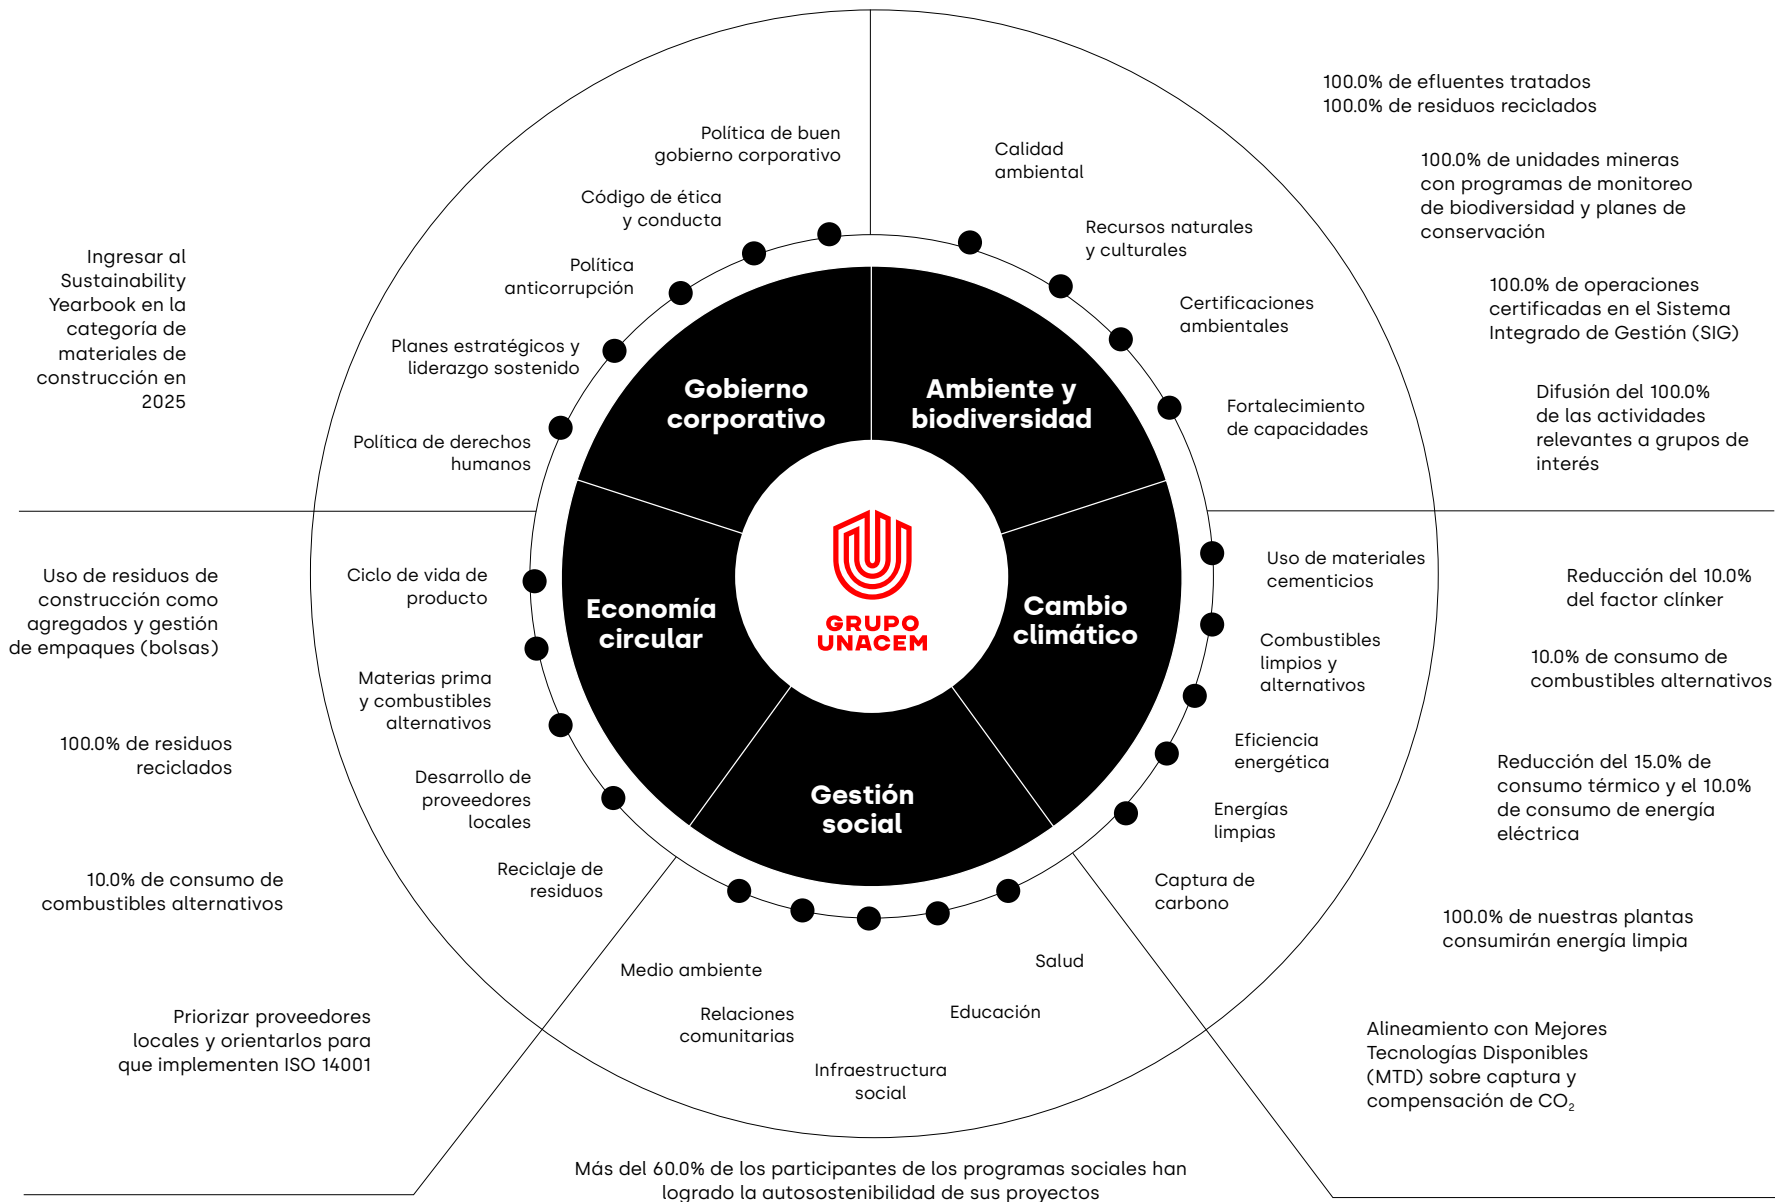 Política de buen
gobierno corporativo
Código de ética
y conducta
Política
anticorrupción
Planes estratégicos y
liderazgo sostenido
Política de derechos
humanos
Ingresar al
Sustainability
Yearbook en la
categoría de
materiales de
construcción en
2025
Gobierno
corporativo
Ambiente y
biodiversidad
Calidad
ambiental
Recursos naturales
y culturales
Certificaciones
ambientales
Fortalecimiento
de capacidades
100.0% de efluentes tratados
100.0% de residuos reciclados
100.0% de unidades mineras
con programas de monitoreo
de biodiversidad y planes de
conservación
100.0% de operaciones
certificadas en el Sistema
Integrado de Gestión (SIG)
Difusión del 100.0%
de las actividades
relevantes a grupos de
interés
GRUPO
UNACEM
Cambio
climático
Uso de materiales
cementicios
Combustibles
limpios y
alternativos
Eficiencia
energética
Energías
limpias
Captura de
carbono
Reducción del 10.0%
del factor clínker
10.0% de consumo de
combustibles alternativos
Reducción del 15.0% de
consumo térmico y el 10.0%
de consumo de energía
eléctrica
100.0% de nuestras plantas
consumirán energía limpia
Alineamiento con Mejores
Tecnologías Disponibles
(MTD) sobre captura y
compensación de CO₂
Economía
circular
Ciclo de vida de
producto
Materias prima
y combustibles
alternativos
Desarrollo de
proveedores
locales
Reciclaje de
residuos
Uso de residuos de
construcción como
agregados y gestión
de empaques (bolsas)
100.0% de residuos
reciclados
10.0% de consumo de
combustibles alternativos
Priorizar proveedores
locales y orientarlos para
que implementen ISO 14001
Gestión
social
Medio ambiente
Relaciones
comunitarias
Infraestructura
social
Educación
Salud
Más del 60.0% de los participantes de los programas sociales han
logrado la autosostenibilidad de sus proyectos